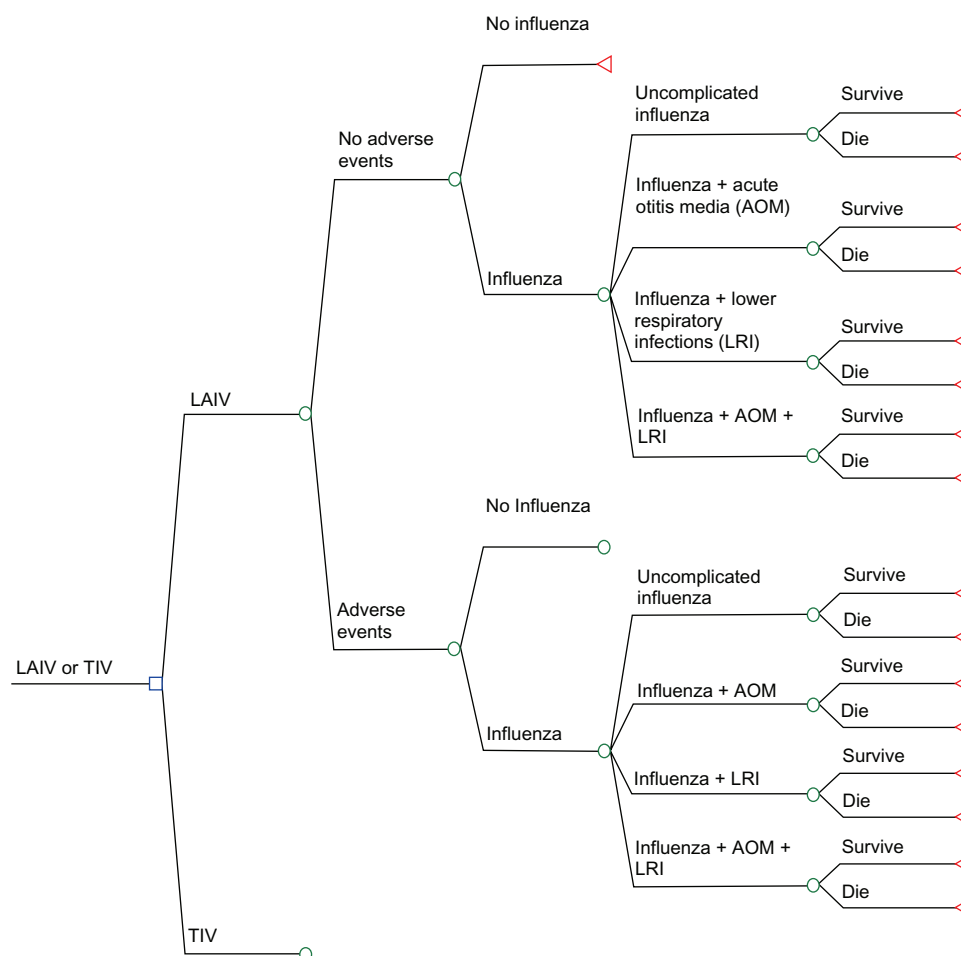 No influenza
Uncomplicated
influenza
Survive
Die
No adverse
events
Influenza + acute
otitis media (AOM)
Survive
Die
Influenza
Influenza + lower
respiratory
infections (LRI)
Survive
Die
LAIV
Influenza + AOM +
LRI
Survive
Die
No Influenza
Uncomplicated
influenza
Survive
Die
Adverse
events
LAIV or TIV
Influenza + AOM
Survive
Die
Influenza
Influenza + LRI
Survive
Die
Influenza + AOM +
LRI
Survive
Die
TIV